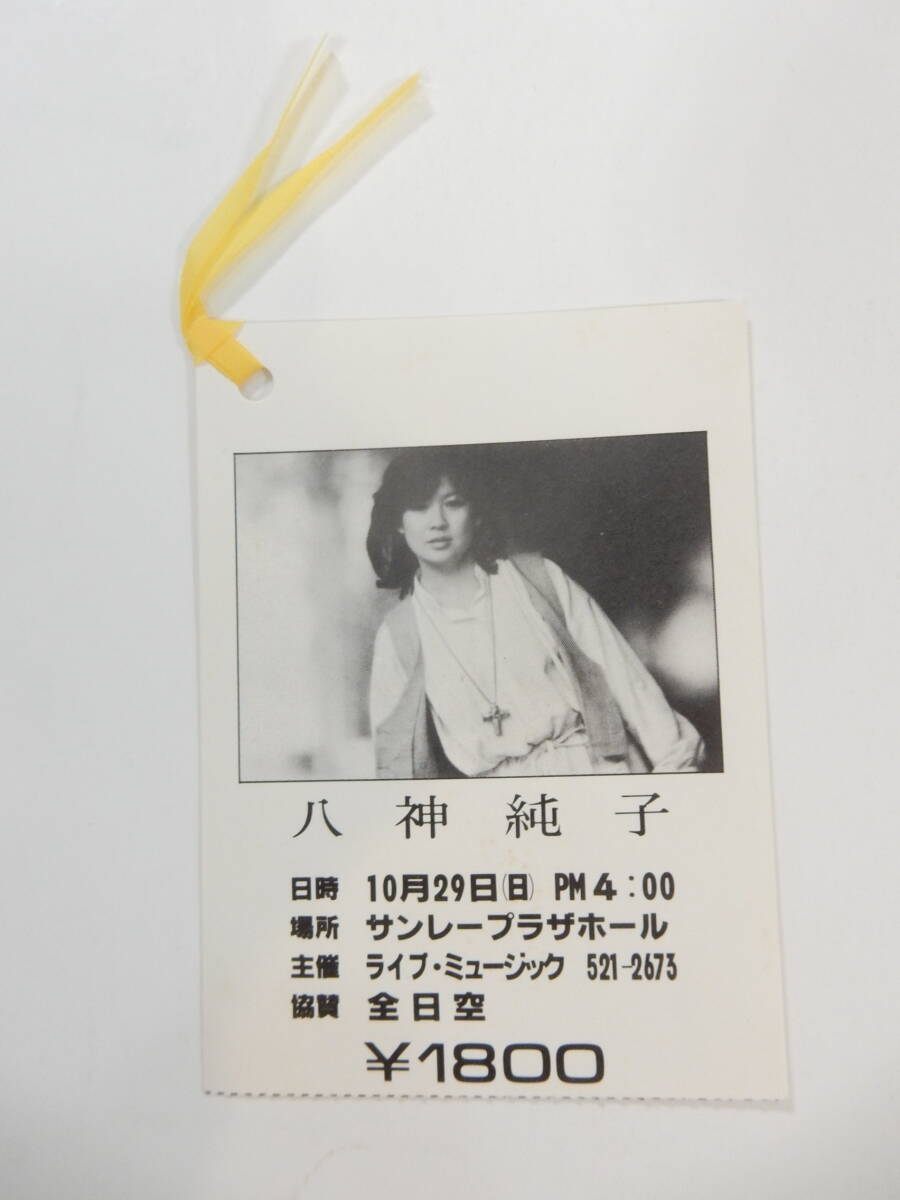 八神純子
日時 10月29日(日) PM4:00
場所 サンレープラザホール
主催 ライブ・ミュージック 521-2673
協賛 全日空
¥1800